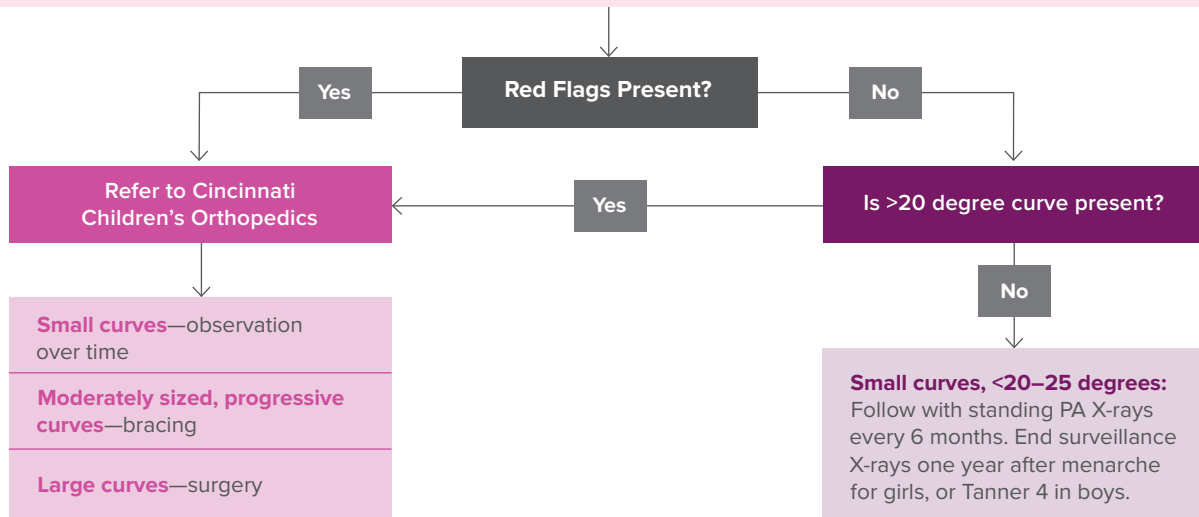 Red Flags Present?
Yes
No
Refer to Cincinnati
Children’s Orthopedics
Yes
Is >20 degree curve present?
No
Small curves—observation
over time
Moderately sized, progressive
curves—bracing
Large curves—surgery
Small curves, <20–25 degrees:
Follow with standing PA X-rays
every 6 months. End surveillance
X-rays one year after menarche
for girls, or Tanner 4 in boys.